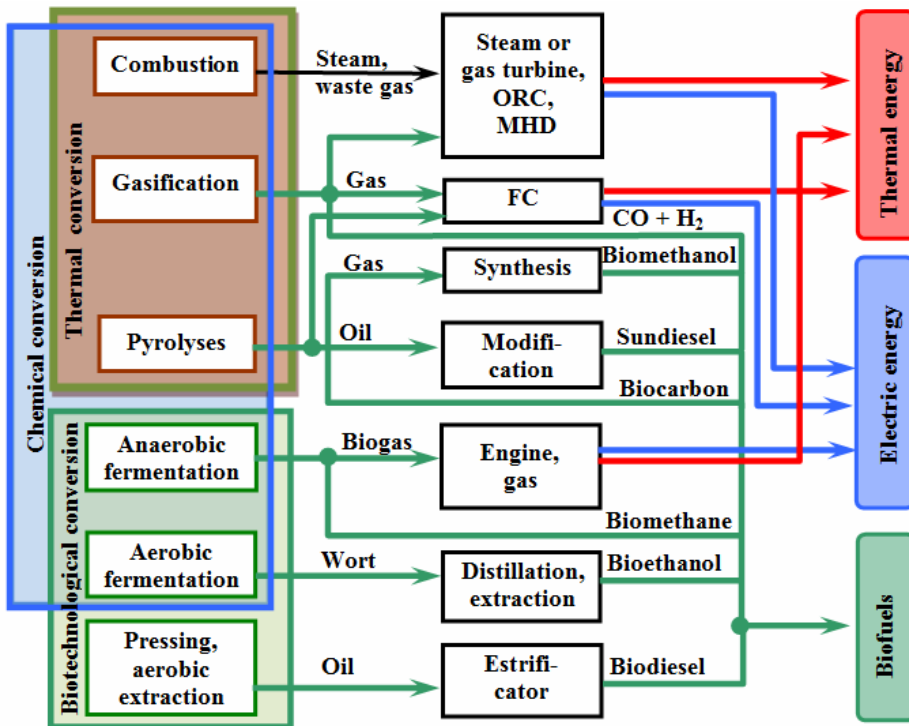 Chemical conversion
Thermal conversion
Combustion
Gasification
Pyrolyses
Biotechnological conversion
Anaerobic
fermentation
Aerobic
fermentation
Pressing,
aerobic
extraction
Steam,
waste gas
Gas
Gas
Oil
Biogas
Wort
Oil
Steam or
gas turbine,
ORC,
MHD
FC
Synthesis
Modifi-
cation
Engine,
gas
Distillation,
extraction
Estrifi-
cator
CO + H₂
Biomethanol
Sundiesel
Biocarbon
Biomethane
Bioethanol
Biodiesel
Thermal energy
Electric energy
Biofuels